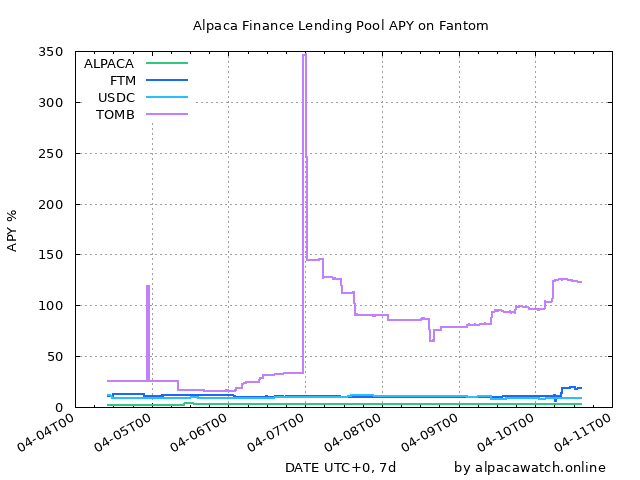 Alpaca Finance Lending Pool APY on Fantom
350
300
250
200
150
100
50
0
APY %
ALPACA
FTM
USDC
TOMB
04-04T00
04-05T00
04-06T00
04-07T00
04-08T00
04-09T00
04-10T00
04-11T00
DATE UTC+0, 7d
by alpacawatch.online